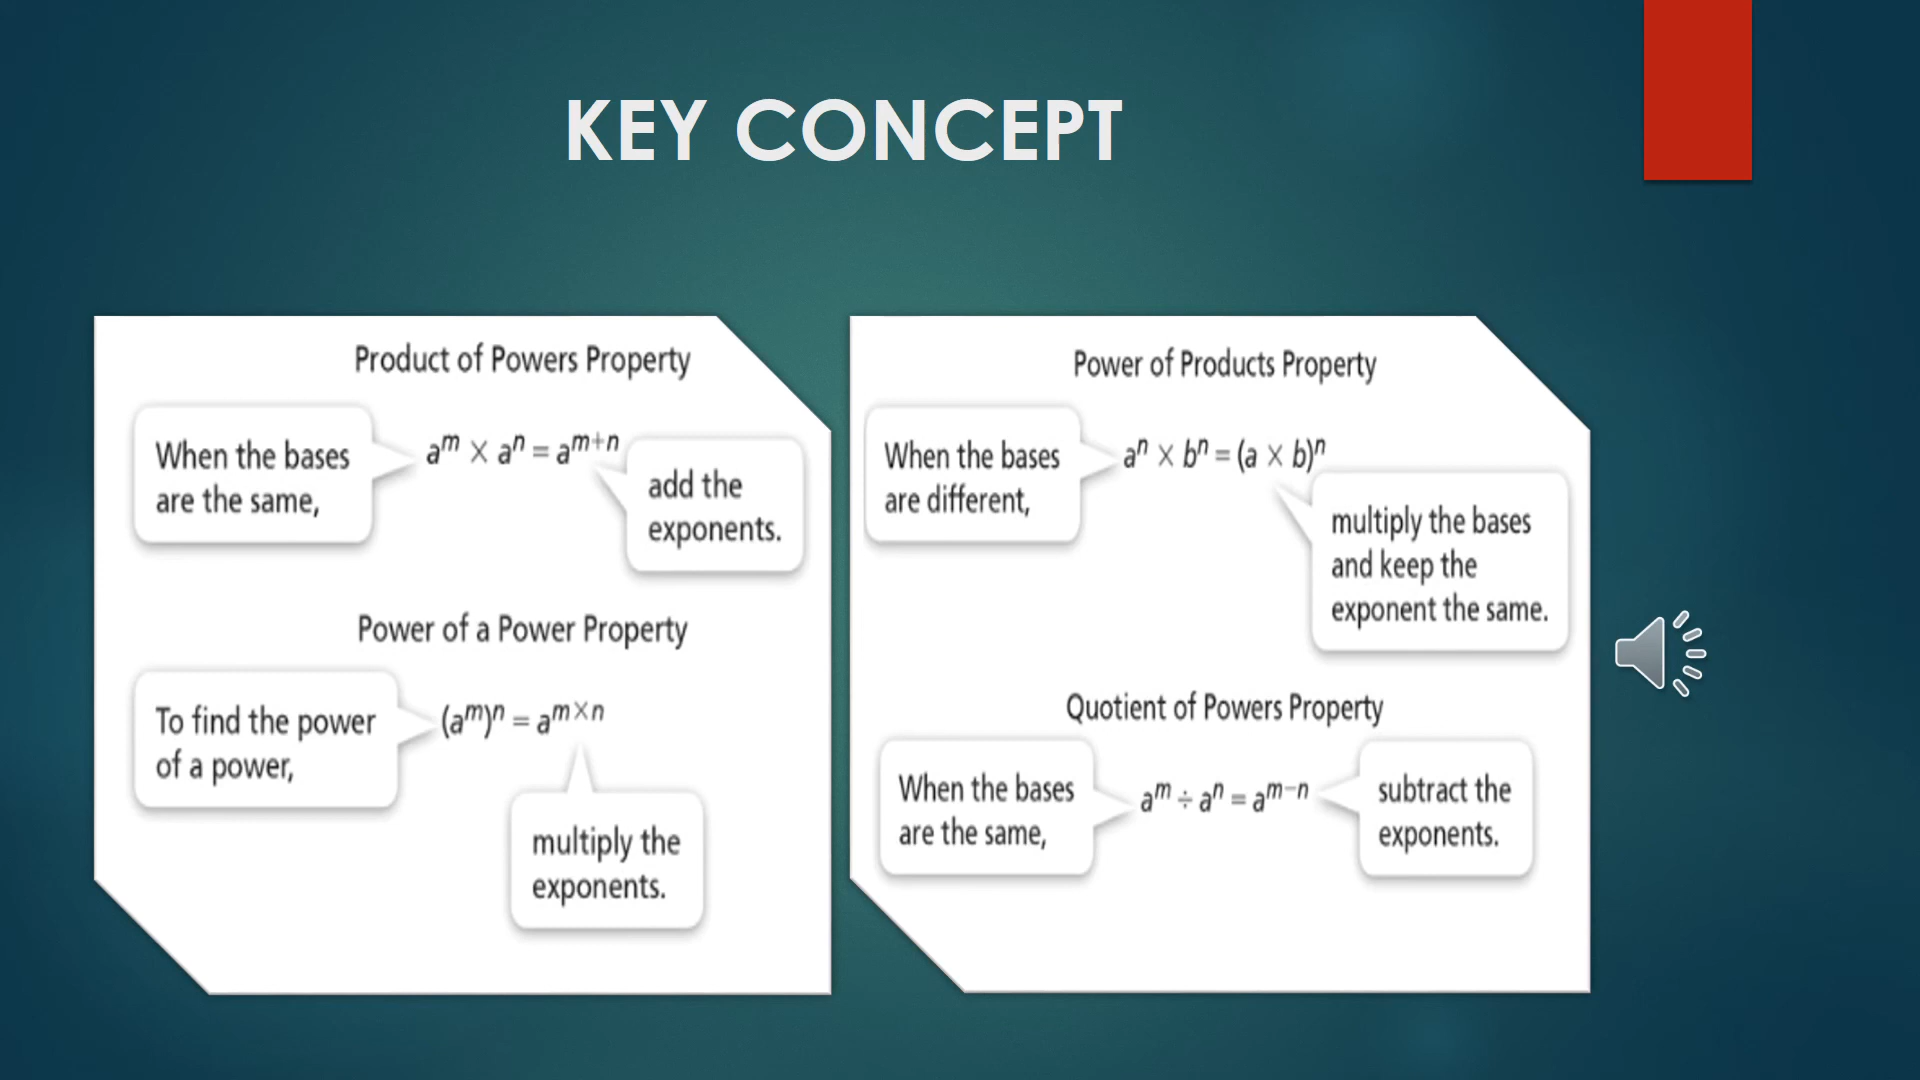 KEY CONCEPT
Product of Powers Property
When the bases
are the same,
aᵐ × aⁿ = aᵐ⁺ⁿ
add the
exponents.
Power of a Power Property
To find the power
of a power,
(aᵐ)ⁿ = aᵐ ˣ ⁿ
multiply the
exponents.
Power of Products Property
When the bases
are different,
aⁿ × bⁿ = (a × b)ⁿ
multiply the bases
and keep the
exponent the same.
Quotient of Powers Property
When the bases
are the same,
aᵐ ÷ aⁿ = aᵐ⁻ⁿ
subtract the
exponents.